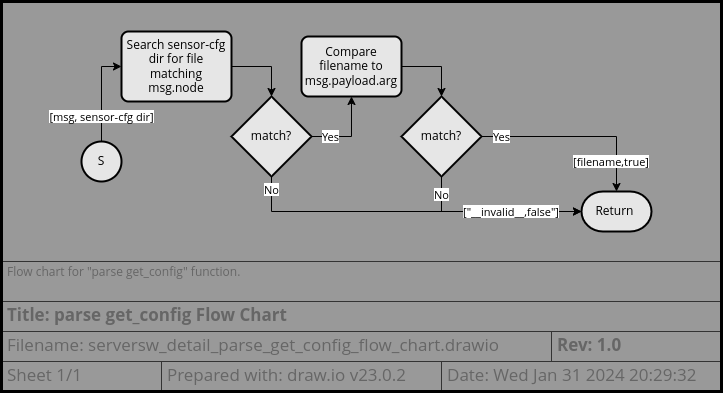 Search sensor-cfg
dir for file
matching
msg.node
Compare
filename to
msg.payload.arg
[msg, sensor-cfg dir]
S
match?
Yes
match?
Yes
[filename,true]
No
No
["__invalid__,false"]
Return
Flow chart for "parse get_config" function.
Title: parse get_config Flow Chart
Filename: serversw_detail_parse_get_config_flow_chart.drawio
Rev: 1.0
Sheet 1/1
Prepared with: draw.io v23.0.2
Date: Wed Jan 31 2024 20:29:32